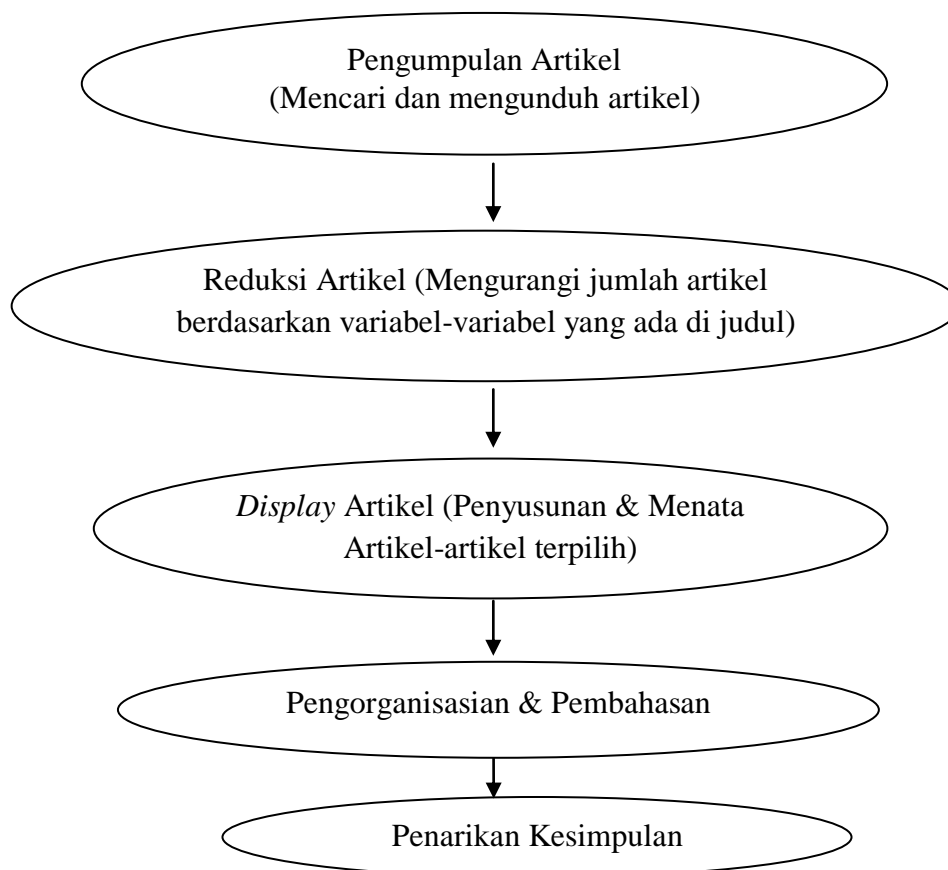 Pengumpulan Artikel
(Mencari dan mengunduh artikel)
Reduksi Artikel (Mengurangi jumlah artikel
berdasarkan variabel-variabel yang ada di judul)
Display Artikel (Penyusunan & Menata
Artikel-artikel terpilih)
Pengorganisasian & Pembahasan
Penarikan Kesimpulan